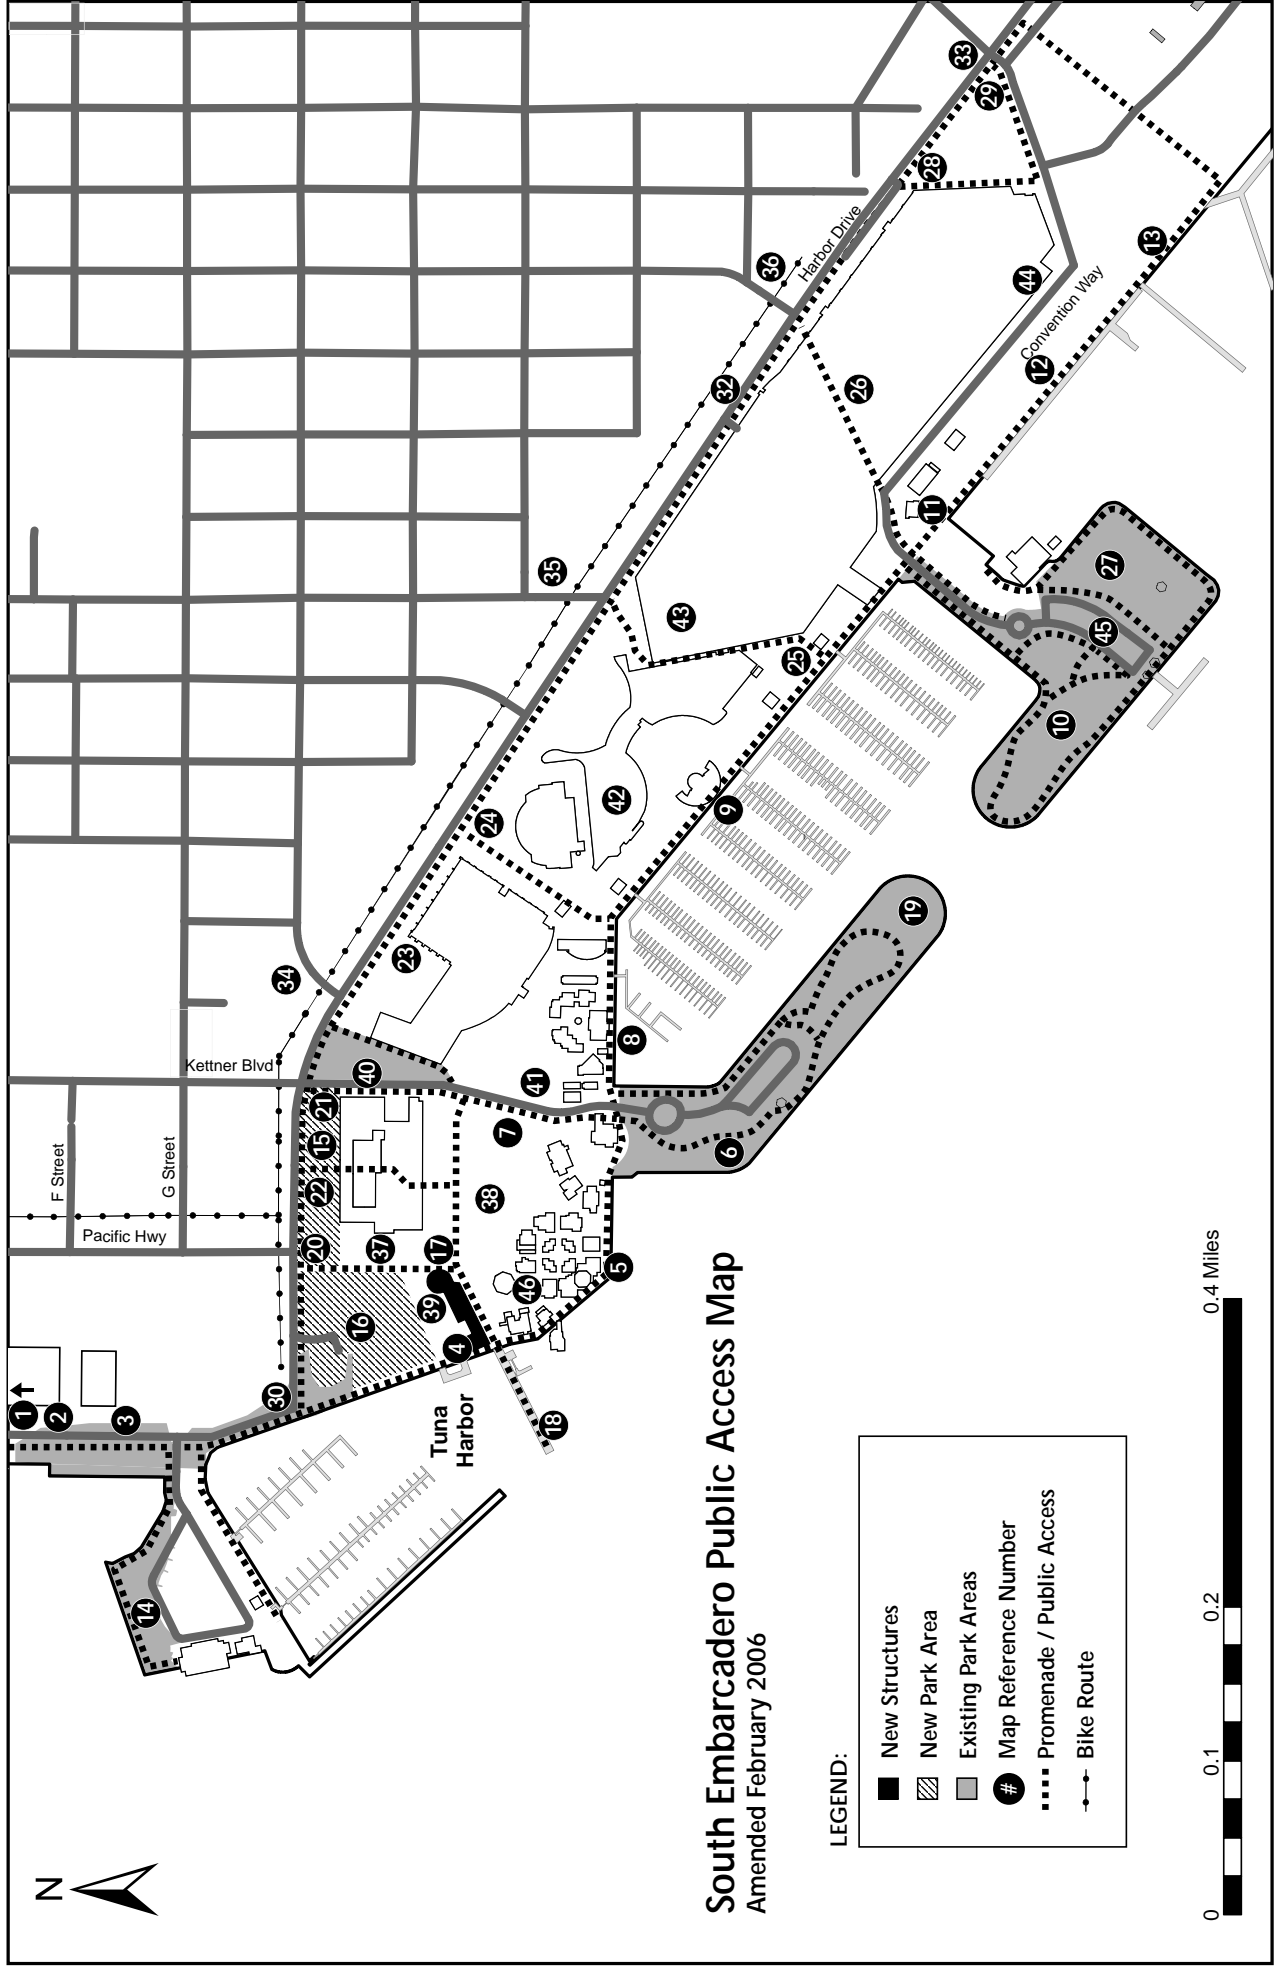 N
South Embarcadero Public Access Map
Amended February 2006
LEGEND:
New Structures
New Park Area
Existing Park Areas
# Map Reference Number
Promenade / Public Access
Bike Route
0 0.1 0.2 0.4 Miles
Tuna
Harbor
F Street
G Street
Pacific Hwy
Kettner Blvd
Harbor Drive
Convention Way
1
2
3
4
5
6
7
8
9
10
11
12
13
14
15
16
17
18
19
20
21
22
23
24
25
26
27
28
29
30
32
33
34
35
36
37
38
39
40
41
42
43
44
45
46